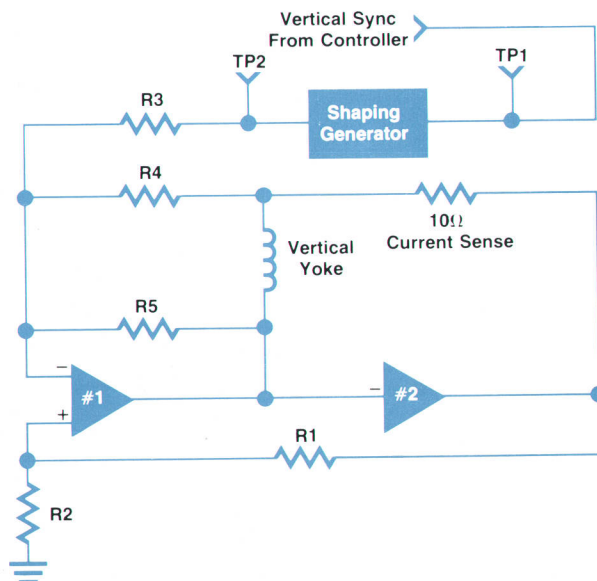 Vertical Sync
From Controller
TP2
TP1
R3
Shaping
Generator
R4
10Ω
Current Sense
Vertical
Yoke
R5
−
#1
+
−
#2
R1
R2